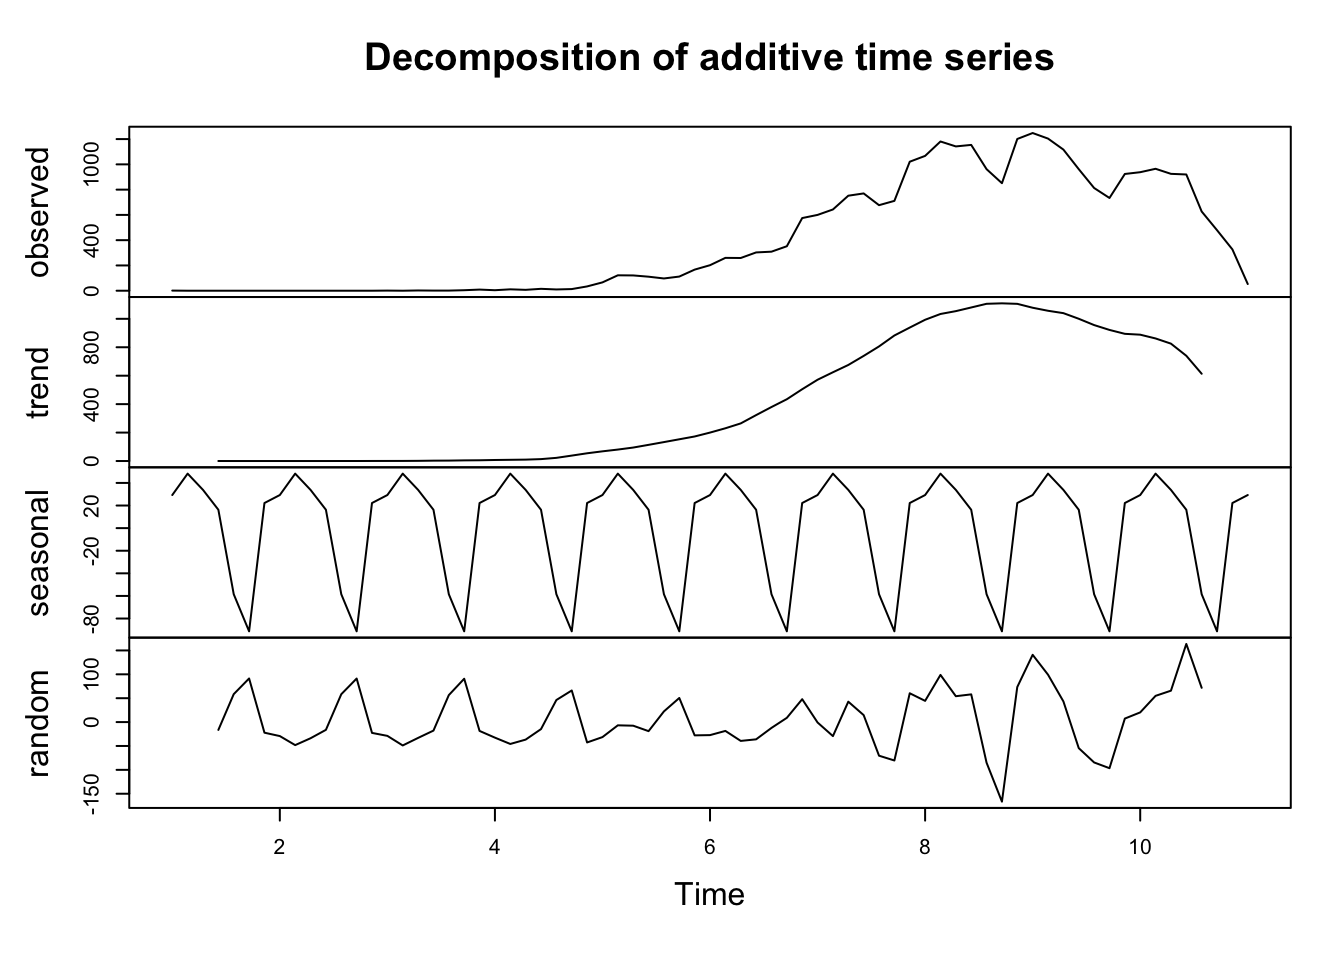 Decomposition of additive time series
observed
0 400 1000
trend
0 400 800
seasonal
-80 -20 20
random
-150 0 100
2 4 6 8 10
Time